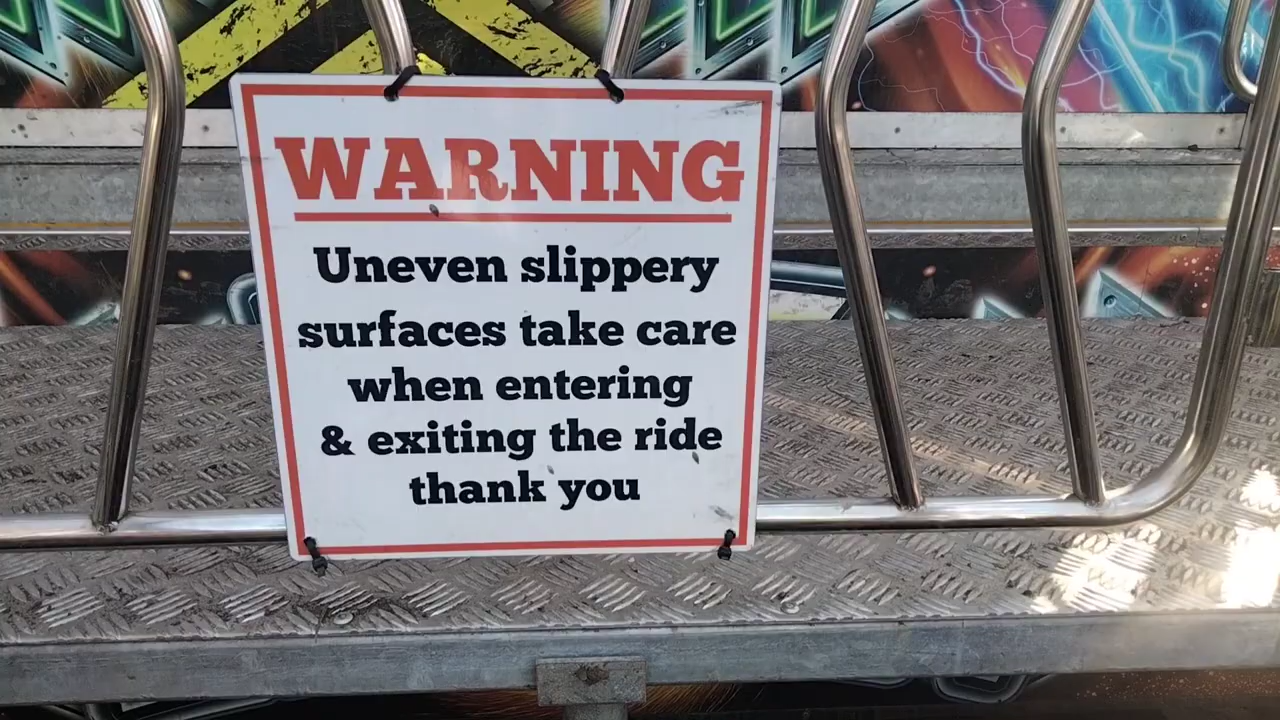 WARNING
Uneven slippery
surfaces take care
when entering
& exiting the ride
thank you